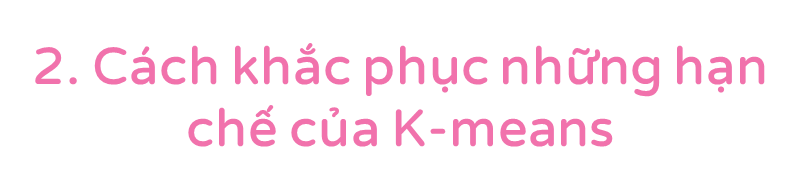 2. Cách khắc phục những hạn
chế của K-means